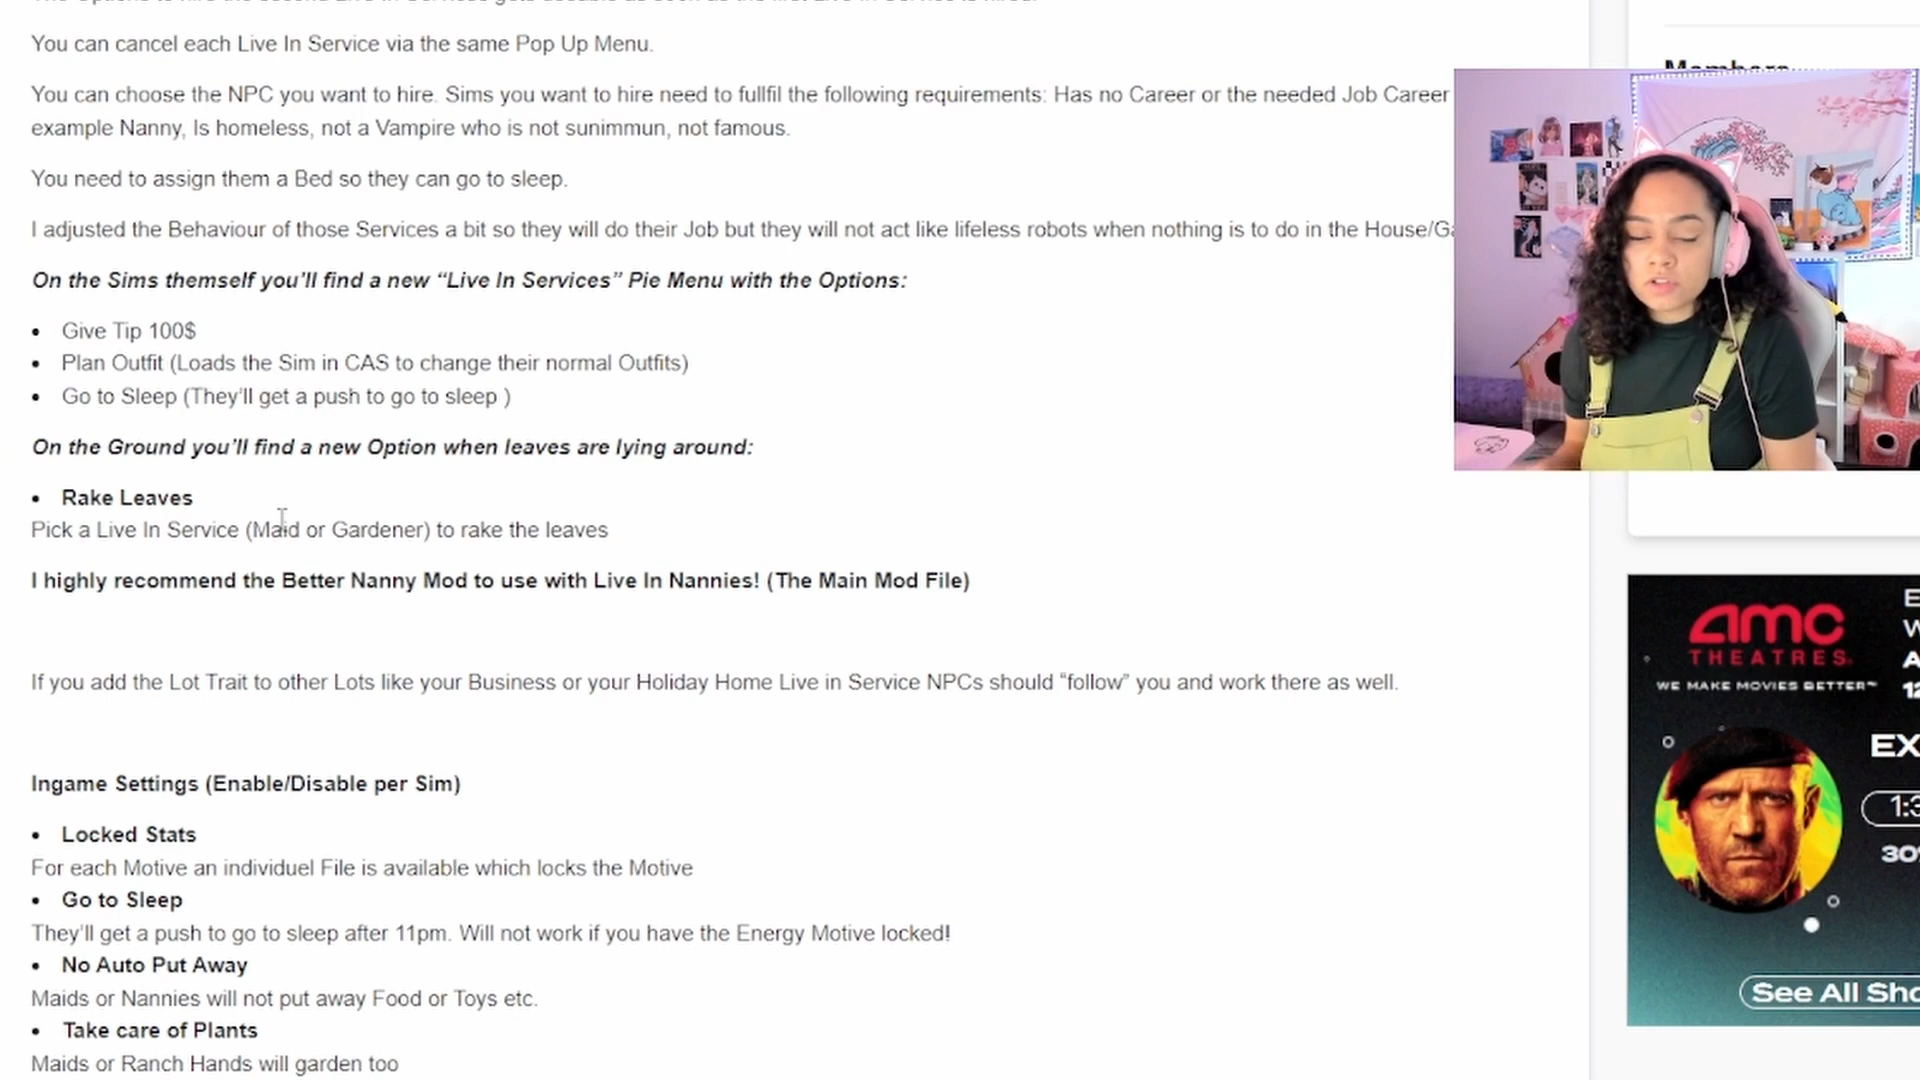 You can cancel each Live In Service via the same Pop Up Menu.
You can choose the NPC you want to hire. Sims you want to hire need to fullfil the following requirements: Has no Career or the needed Job Career
example Nanny, Is homeless, not a Vampire who is not sunimmun, not famous.
You need to assign them a Bed so they can go to sleep.
I adjusted the Behaviour of those Services a bit so they will do their Job but they will not act like lifeless robots when nothing is to do in the House/Ga
On the Sims themself you'll find a new “Live In Services” Pie Menu with the Options:
• Give Tip 100$
• Plan Outfit (Loads the Sim in CAS to change their normal Outfits)
• Go to Sleep (They'll get a push to go to sleep )
On the Ground you'll find a new Option when leaves are lying around:
• Rake Leaves
Pick a Live In Service (Maid or Gardener) to rake the leaves
I highly recommend the Better Nanny Mod to use with Live In Nannies! (The Main Mod File)
If you add the Lot Trait to other Lots like your Business or your Holiday Home Live in Service NPCs should “follow” you and work there as well.
Ingame Settings (Enable/Disable per Sim)
• Locked Stats
For each Motive an individuel File is available which locks the Motive
• Go to Sleep
They'll get a push to go to sleep after 11pm. Will not work if you have the Energy Motive locked!
• No Auto Put Away
Maids or Nannies will not put away Food or Toys etc.
• Take care of Plants
Maids or Ranch Hands will garden too
Members
amc
THEATRES
WE MAKE MOVIES BETTER™
EX
1:3
30
See All Sho